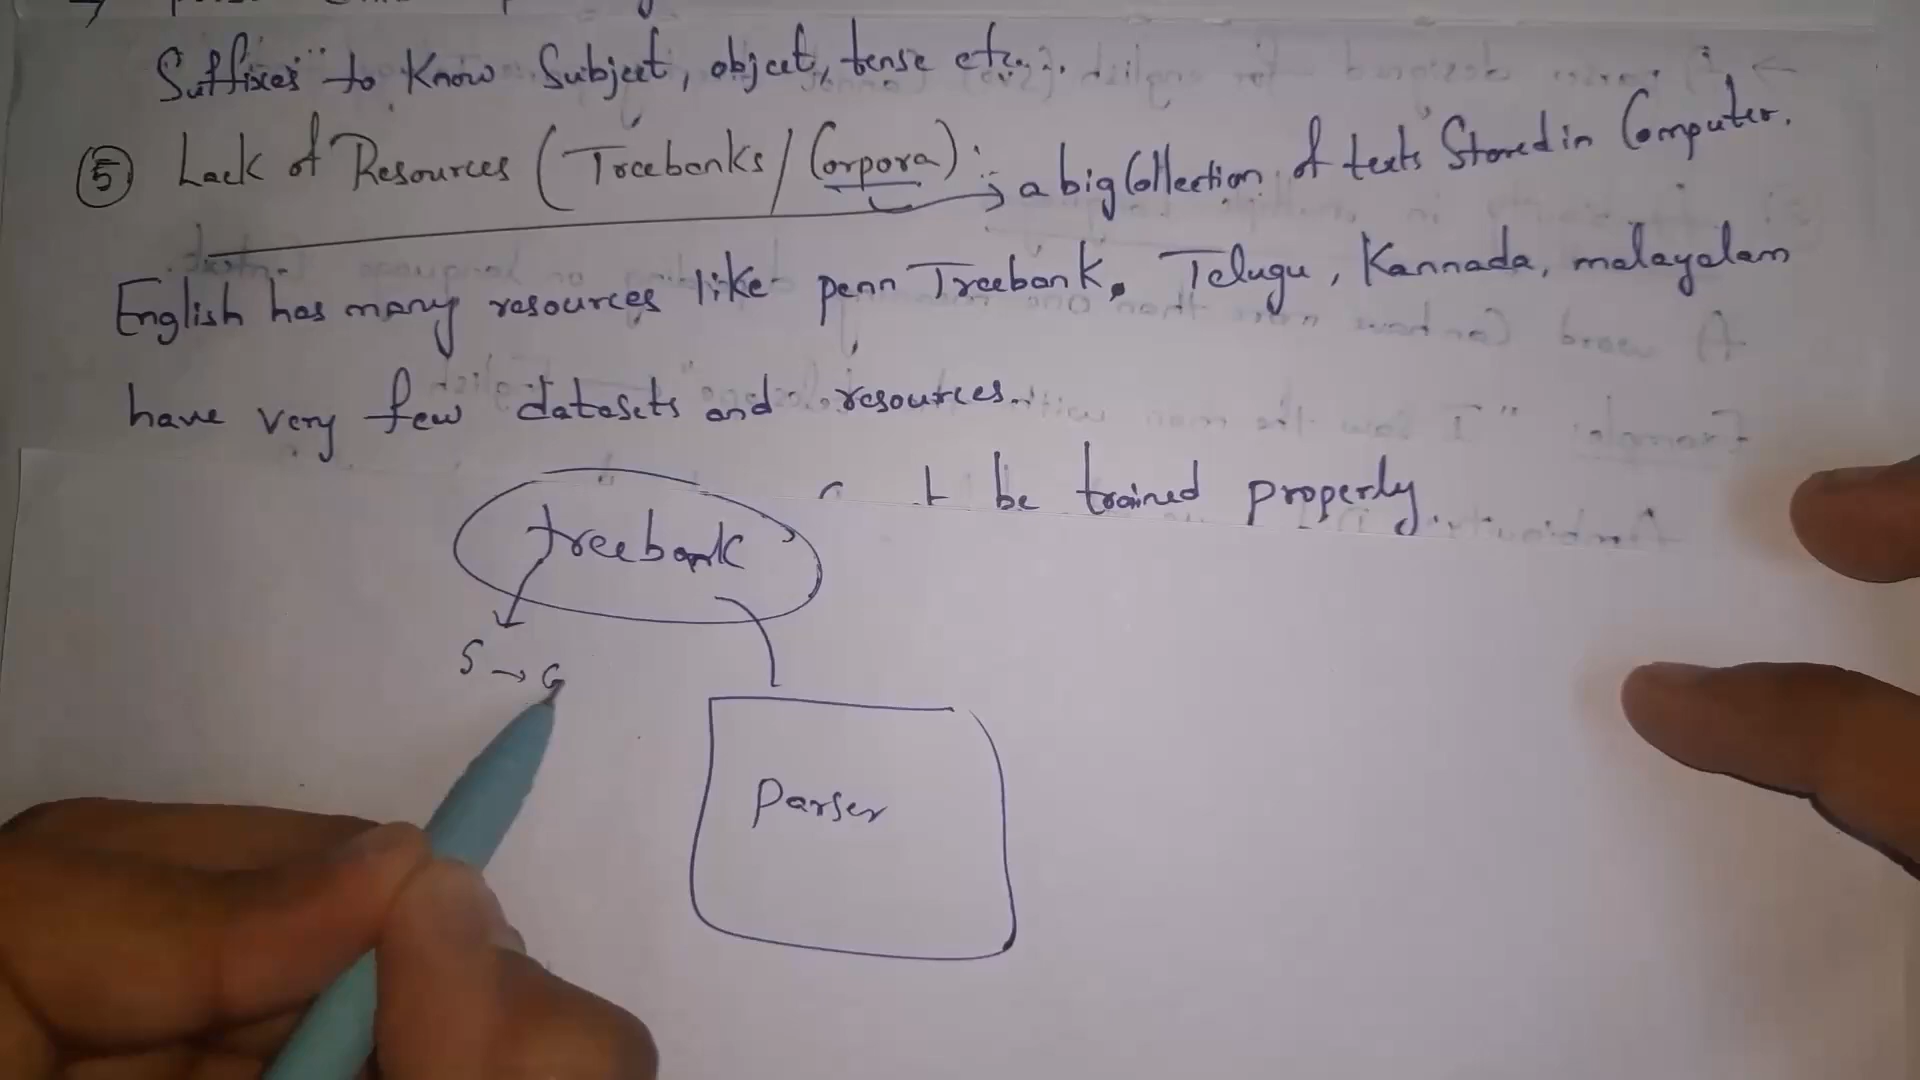 Suffixes to know Subject, object, tense etc..
⑤ Lack of Resources (Treebanks/Corpora): → a big Collection of texts Stored in Computer.
English has many resources like penn Treebank. Telugu, Kannada, malayalam
have very few datasets and resources.
be trained properly.
treebank
S → G
Parser